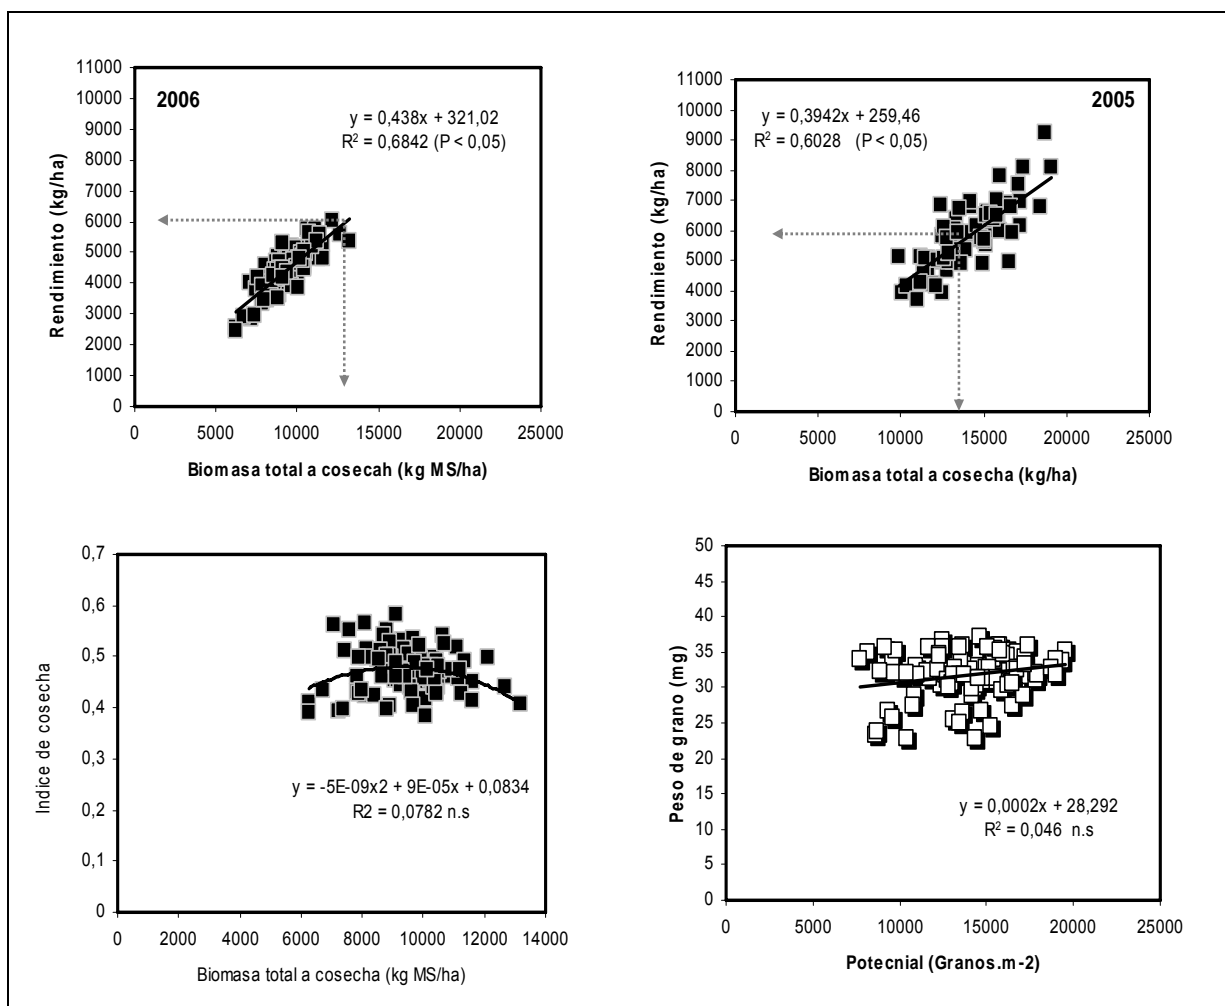 2006
y = 0,438x + 321,02
R² = 0,6842 (P < 0,05)
Rendimiento (kg/ha)
11000
10000
9000
8000
7000
6000
5000
4000
3000
2000
1000
0
0 5000 10000 15000 20000 25000
Biomasa total a cosecah (kg MS/ha)
2005
y = 0,3942x + 259,46
R² = 0,6028 (P < 0,05)
Rendimiento (kg/ha)
11000
10000
9000
8000
7000
6000
5000
4000
3000
2000
1000
0
0 5000 10000 15000 20000 25000
Biomasa total a cosecha (kg/ha)
Indice de cosecha
0,7
0,6
0,5
0,4
0,3
0,2
0,1
0
y = -5E-09x2 + 9E-05x + 0,0834
R2 = 0,0782 n.s
0 2000 4000 6000 8000 10000 12000 14000
Biomasa total a cosecha (kg MS/ha)
Peso de grano (mg)
50
45
40
35
30
25
20
15
10
5
0
y = 0,0002x + 28,292
R² = 0,046 n.s
0 5000 10000 15000 20000 25000
Potecnial (Granos.m-2)